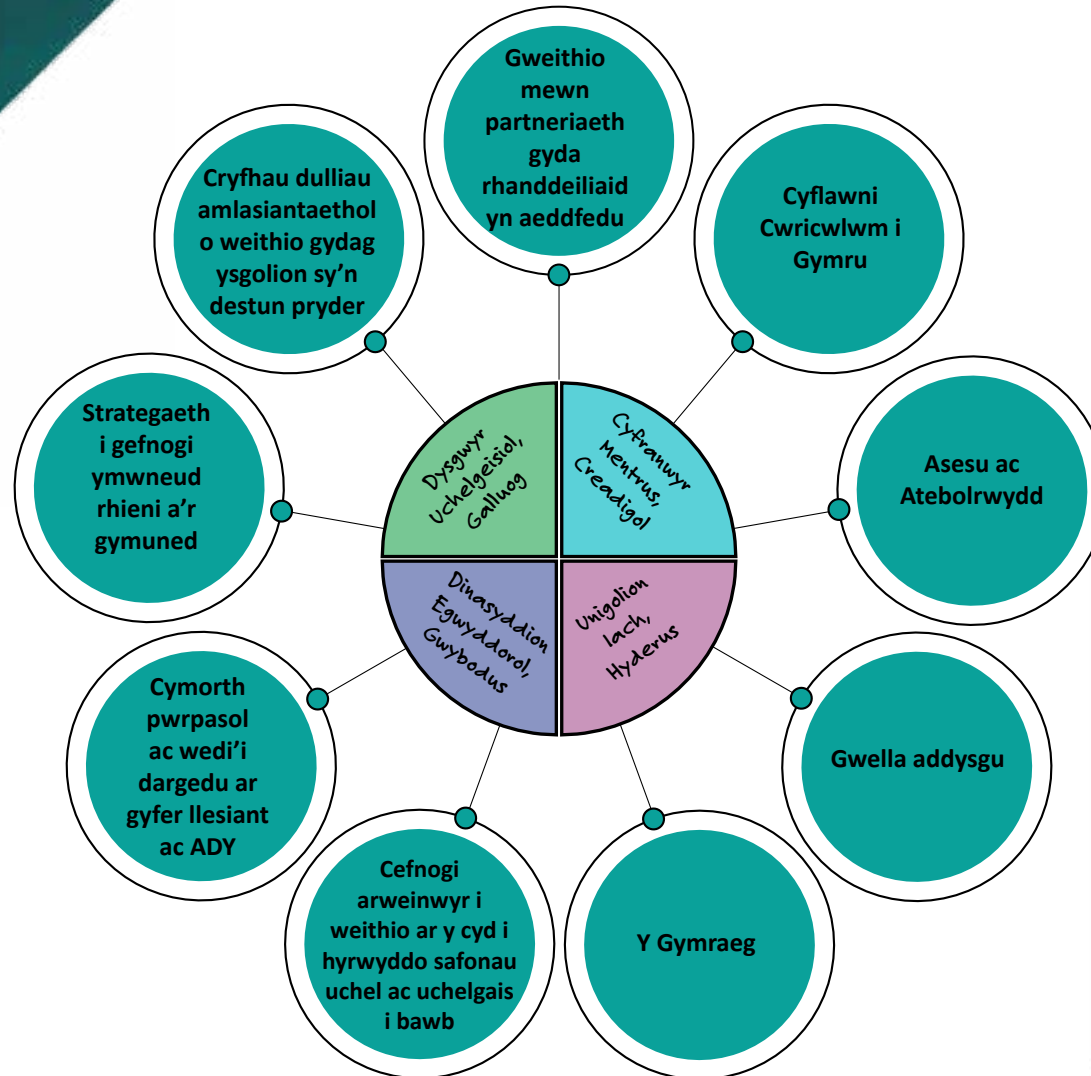 Gweithio
mewn
partneriaeth
gyda
rhanddeiliaid
yn aeddfedu
Cyflawni
Cwricwlwm i
Gymru
Asesu ac
Atebolrwydd
Gwella addysgu
Y Gymraeg
Cefnogi
arweinwyr i
weithio ar y cyd i
hyrwyddo safonau
uchel ac uchelgais
i bawb
Cymorth
pwrpasol
ac wedi’i
dargedu ar
gyfer llesiant
ac ADY
Strategaeth
i gefnogi
ymwneud
rhieni a’r
gymuned
Cryfhau dulliau
amlasiantaethol
o weithio gydag
ysgolion sy’n
destun pryder
Dysgwyr
Uchelgeisiol,
Galluog
Cyfranwyr
Mentrus,
Creadigol
Dinasyddion
Egwyddorol,
Gwybodus
Unigolion
Iach,
Hyderus